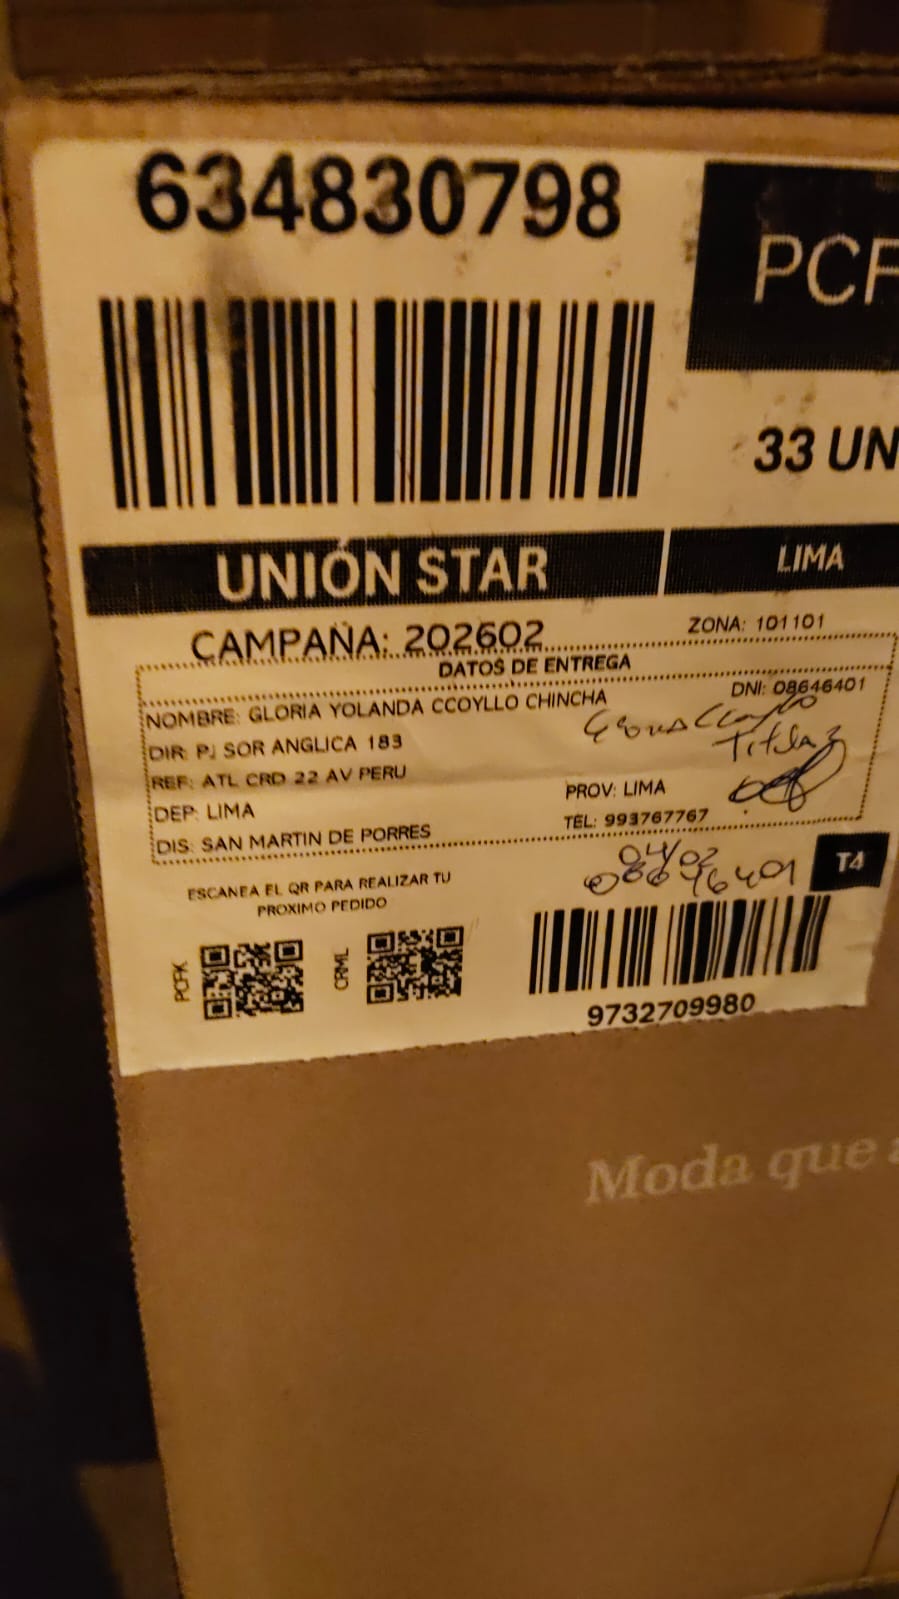 634830798
PCF
33 UN
UNIÓN STAR
LIMA
CAMPAÑA: 202602
ZONA: 101101
DATOS DE ENTREGA
NOMBRE: GLORIA YOLANDA CCOYLLO CHINCHA
DNI: 08646401
DIR: PJ SOR ANGLICA 183
Titular
REF: ATL CRD 22 AV PERU
DEP: LIMA
PROV: LIMA
DIS: SAN MARTIN DE PORRES
TEL: 993767767
04/02
T4
ESCANEA EL QR PARA REALIZAR TU
PROXIMO PEDIDO
PCFK
CRML
9732709980
Moda que a